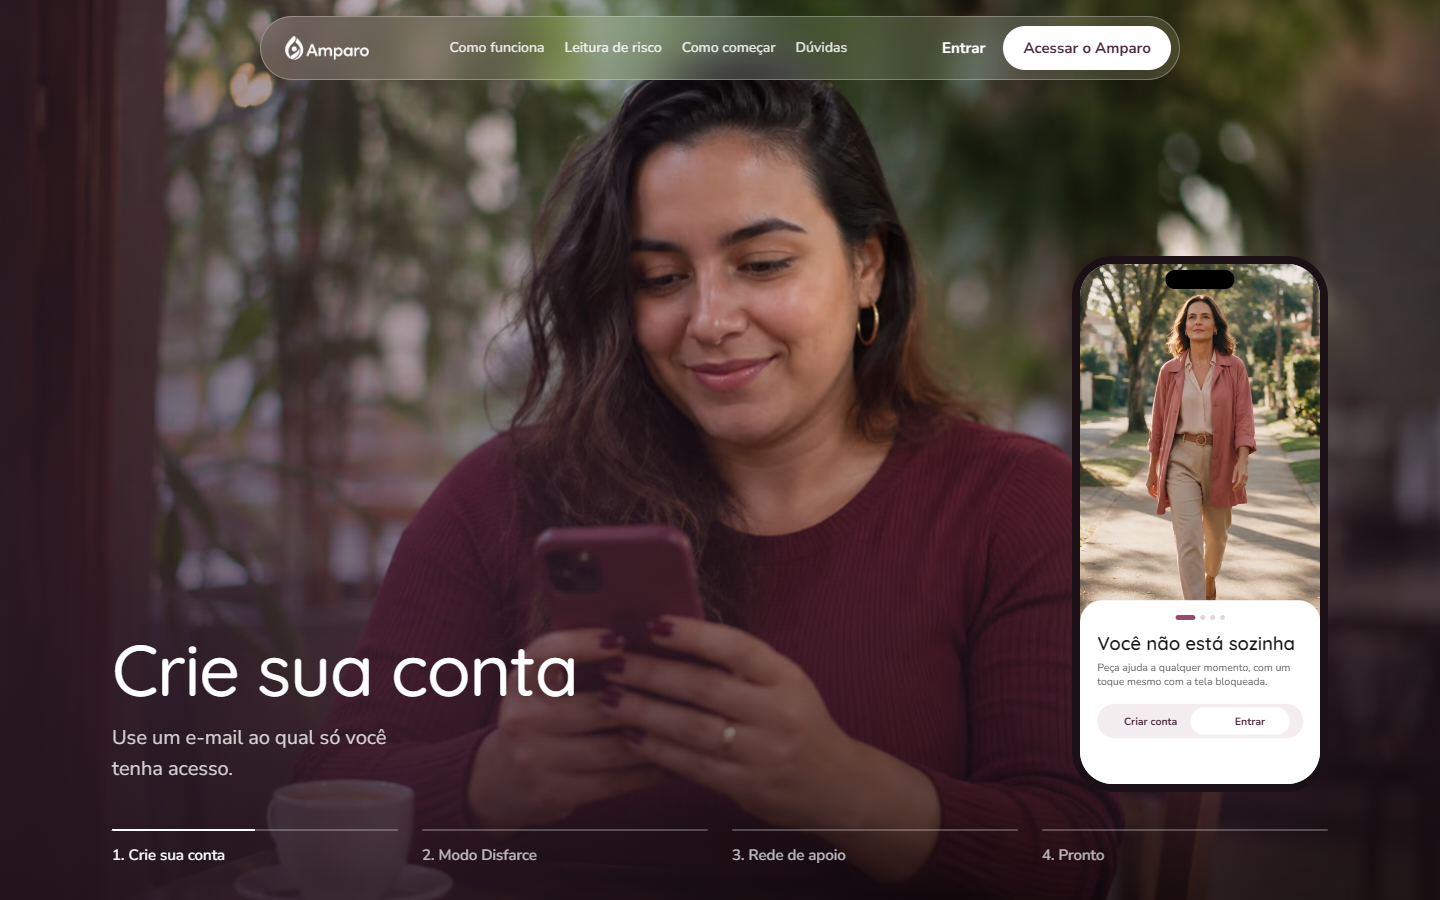 Amparo
Como funciona
Leitura de risco
Como começar
Dúvidas
Entrar
Acessar o Amparo
Você não está sozinha
Peça ajuda a qualquer momento, com um
toque mesmo com a tela bloqueada.
Criar conta
Entrar
Crie sua conta
Use um e-mail ao qual só você
tenha acesso.
1. Crie sua conta
2. Modo Disfarce
3. Rede de apoio
4. Pronto